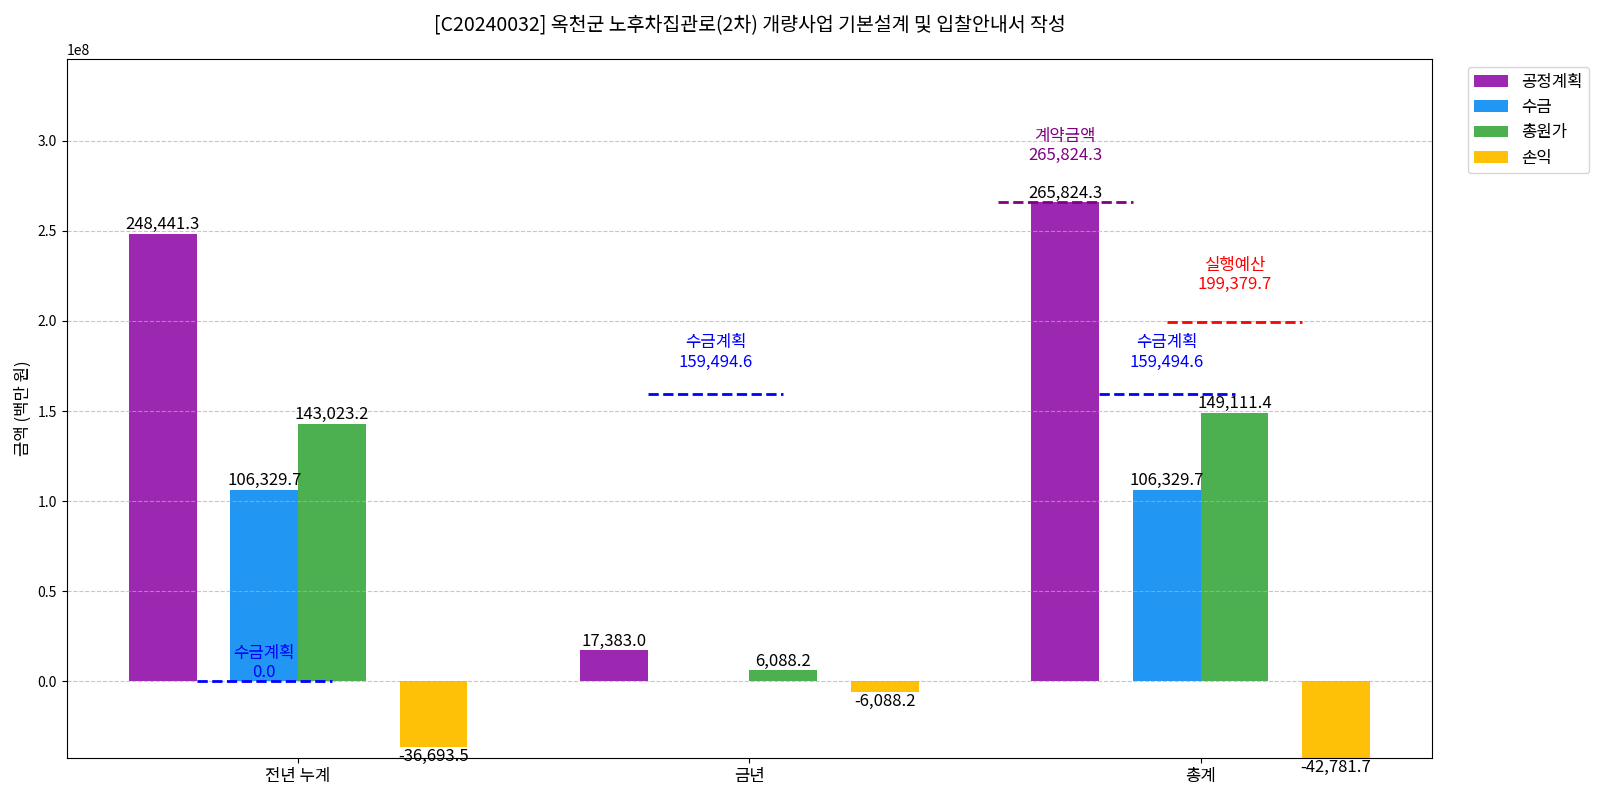 [C20240032] 옥천군 노후차집관로(2차) 개량사업 기본설계 및 입찰안내서 작성
1e8
공정계획
수금
총원가
손익
금액 (백만 원)
3.0
2.5
2.0
1.5
1.0
0.5
0.0
248,441.3
106,329.7
143,023.2
수금계획
0.0
-36,693.5
17,383.0
수금계획
159,494.6
6,088.2
-6,088.2
계약금액
265,824.3
265,824.3
실행예산
199,379.7
수금계획
159,494.6
149,111.4
106,329.7
-42,781.7
전년 누계
금년
총계